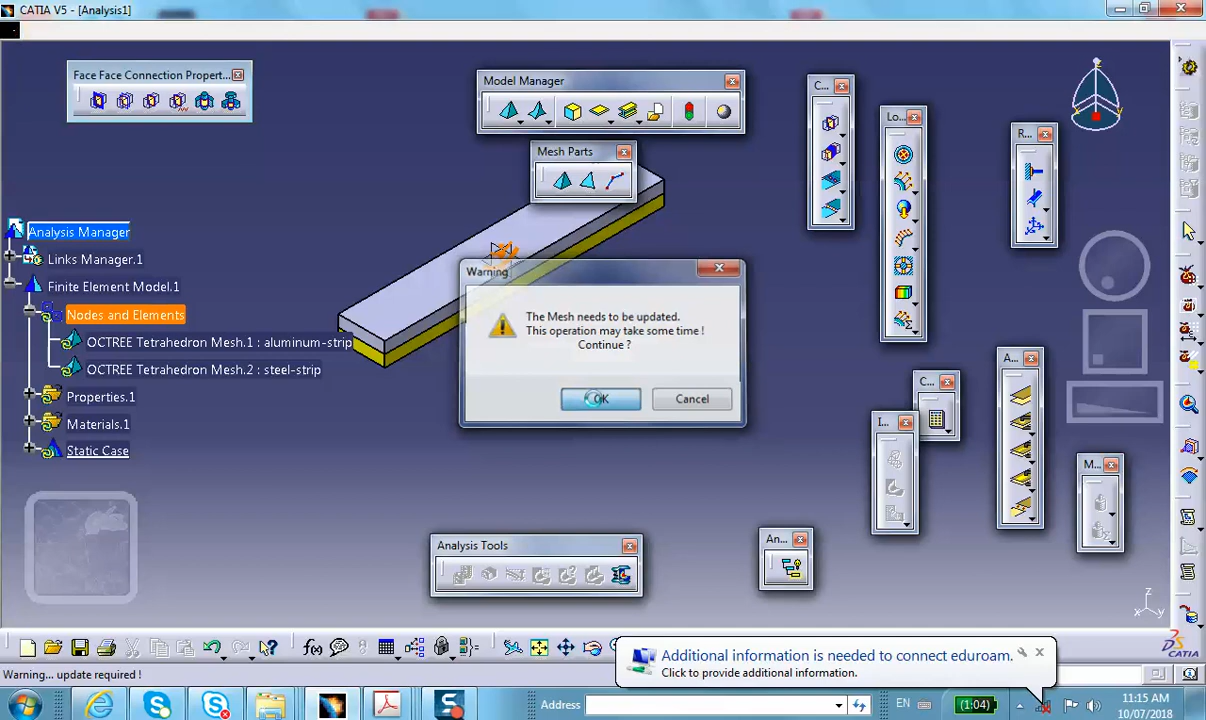 CATIA V5 - [Analysis1]
Face Face Connection Propert...
Model Manager
C...
Lo...
R...
Mesh Parts
Analysis Manager
Links Manager.1
Finite Element Model.1
Nodes and Elements
OCTREE Tetrahedron Mesh.1 : aluminum-strip
OCTREE Tetrahedron Mesh.2 : steel-strip
Properties.1
Materials.1
Static Case
Warning
The Mesh needs to be updated.
This operation may take some time !
Continue ?
OK
Cancel
A...
C...
I...
M...
Analysis Tools
An...
z
x
y
f(x)
CATIA
Additional information is needed to connect eduroam.
Click to provide additional information.
Warning... update required !
Address
EN
(1:04)
11:15 AM
10/07/2018